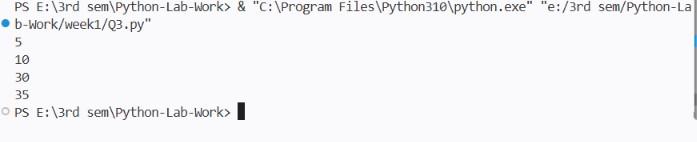 PS E:\3rd sem\Python-Lab-Work> & "C:\Program Files\Python310\python.exe" "e:/3rd sem/Python-La
b-Work/week1/Q3.py"
5
10
30
35
PS E:\3rd sem\Python-Lab-Work>